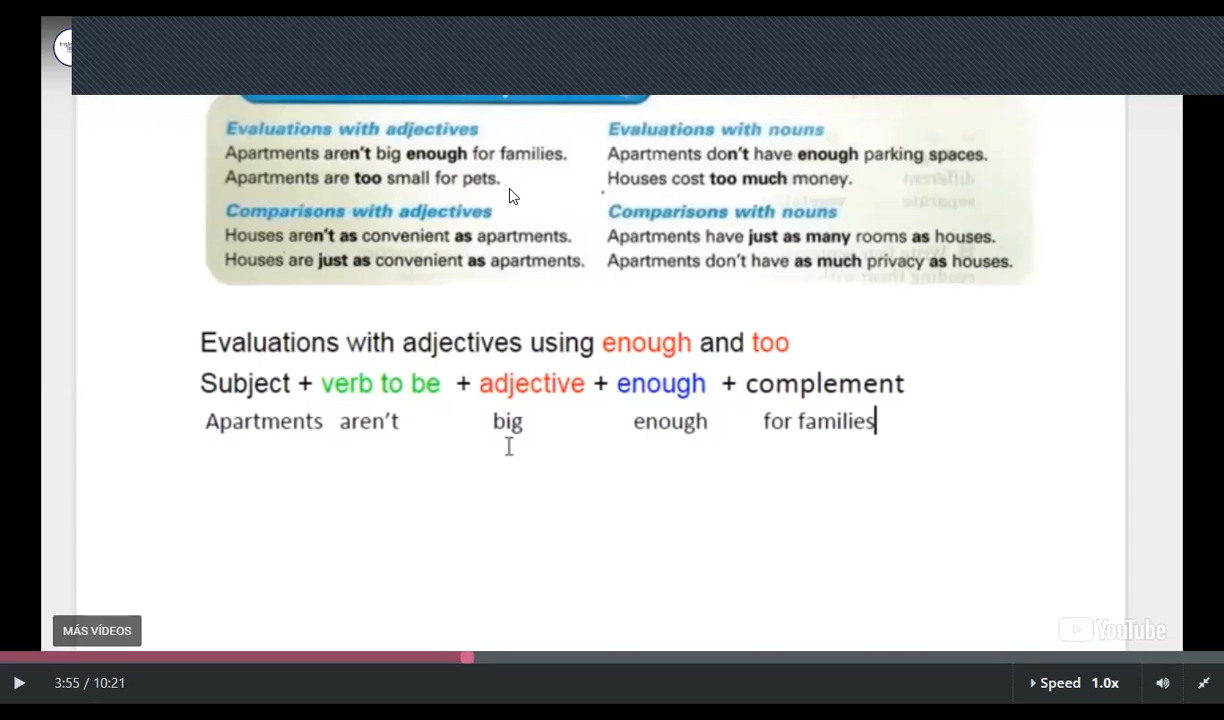 Evaluations with adjectives
Apartments aren't big enough for families.
Apartments are too small for pets.
Comparisons with adjectives
Houses aren't as convenient as apartments.
Houses are just as convenient as apartments.
Evaluations with nouns
Apartments don't have enough parking spaces.
Houses cost too much money.
Comparisons with nouns
Apartments have just as many rooms as houses.
Apartments don't have as much privacy as houses.
Evaluations with adjectives using enough and too
Subject + verb to be + adjective + enough + complement
Apartments aren't big enough for families
MÁS VÍDEOS
YouTube
3:55 / 10:21
Speed 1.0x